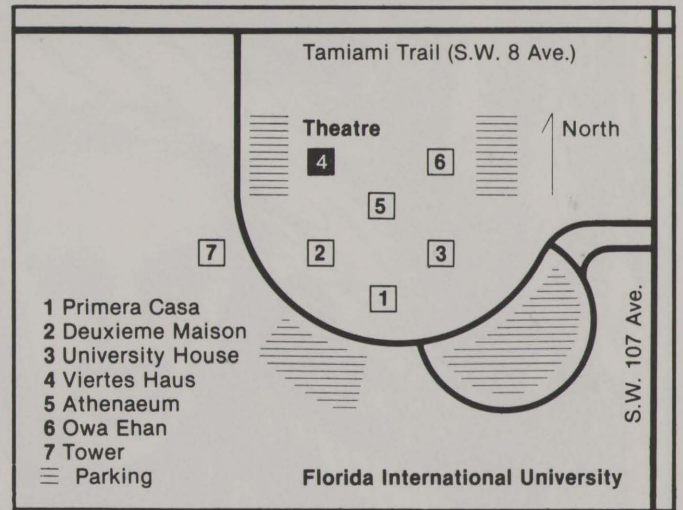 Tamiami Trail (S.W. 8 Ave.)
Theatre
North
4
6
5
7
2
3
1
1 Primera Casa
2 Deuxieme Maison
3 University House
4 Viertes Haus
5 Athenaeum
6 Owa Ehan
7 Tower
Parking
S.W. 107 Ave.
Florida International University